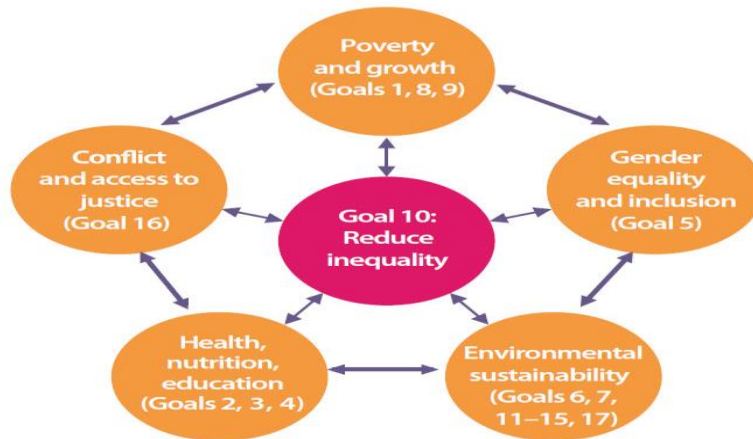 Poverty
and growth
(Goals 1, 8, 9)
Conflict
and access to
justice
(Goal 16)
Gender
equality
and inclusion
(Goal 5)
Goal 10:
Reduce
inequality
Health,
nutrition,
education
(Goals 2, 3, 4)
Environmental
sustainability
(Goals 6, 7,
11–15, 17)